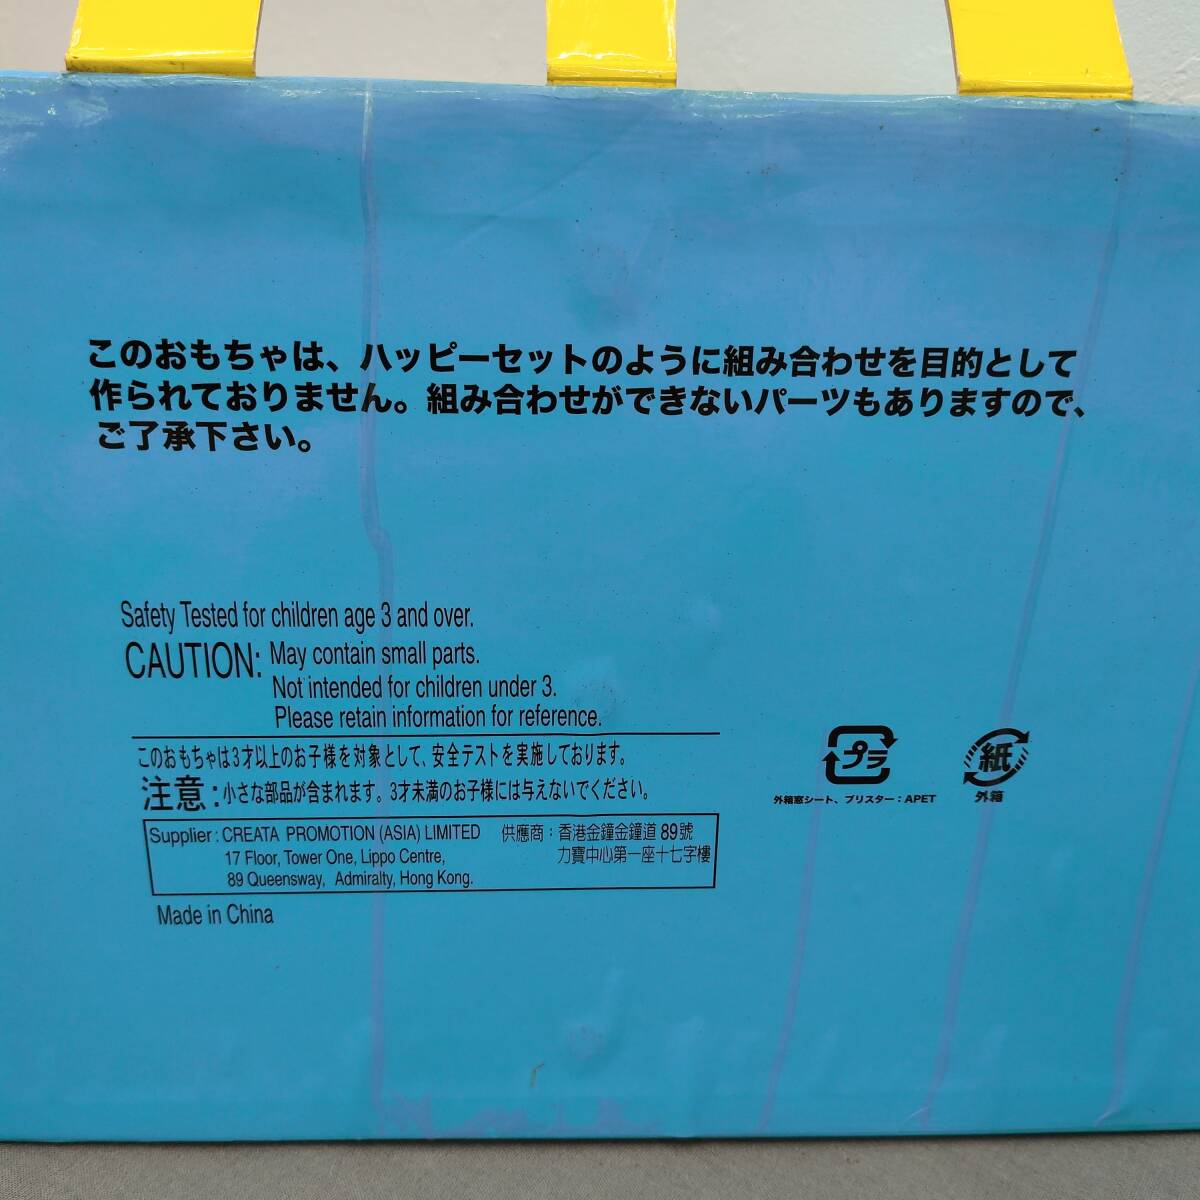 このおもちゃは、ハッピーセットのように組み合わせを目的として
作られておりません。組み合わせができないパーツもありますので、
ご了承下さい。
Safety Tested for children age 3 and over.
CAUTION: May contain small parts.
Not intended for children under 3.
Please retain information for reference.
このおもちゃは3才以上のお子様を対象として、安全テストを実施しております。
注意：小さな部品が含まれます。3才未満のお子様には与えないでください。
Supplier : CREATA PROMOTION (ASIA) LIMITED
17 Floor, Tower One, Lippo Centre,
89 Queensway, Admiralty, Hong Kong.
供應商：香港金鐘金鐘道 89號
力寶中心第一座十七字樓
Made in China
プラ
外箱窓シート、ブリスター：APET
紙
外箱